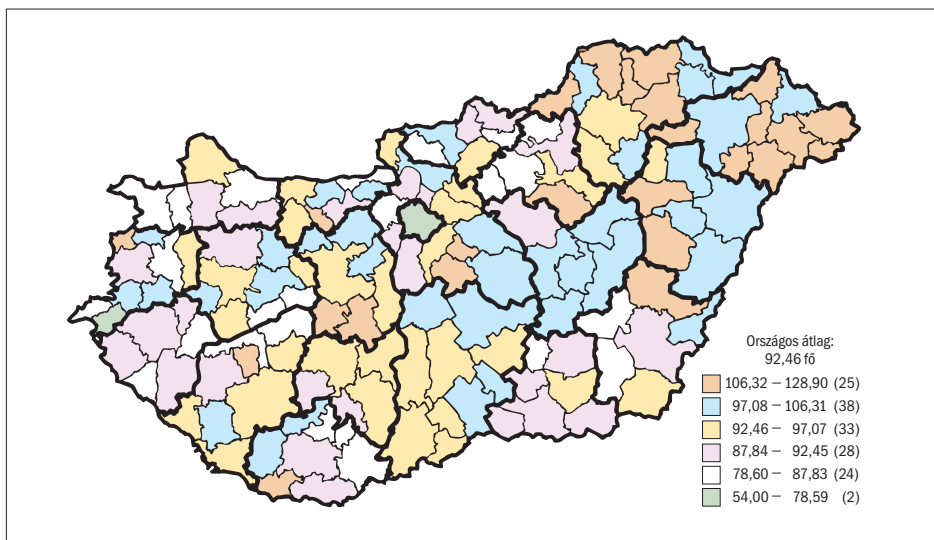 Országos átlag:
92,46 fő
106,32 – 128,90 (25)
97,08 – 106,31 (38)
92,46 – 97,07 (33)
87,84 – 92,45 (28)
78,60 – 87,83 (24)
54,00 – 78,59 (2)